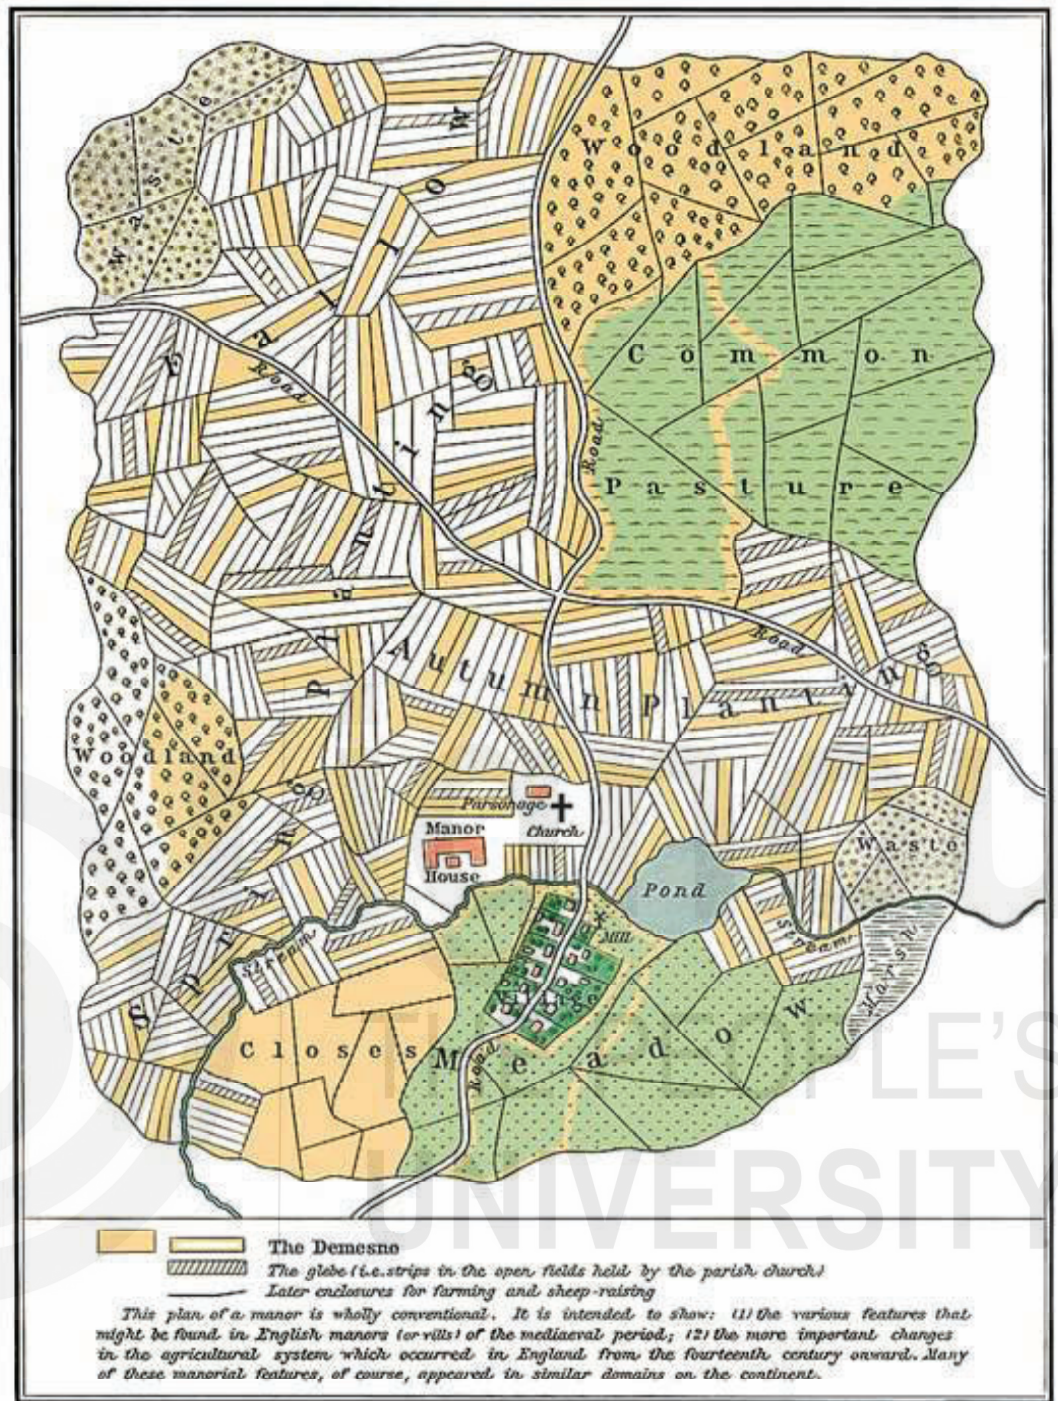 Waste
Woodland
East Fallow
Common
Pasture
Road
Road
Road
Spring Planting
Autumn Planting
Woodland
Parsonage
Church
Manor
House
Waste
Pond
Mill
Stream
Stream
Marsh
Village
Closes
Meadow
Road
THE PEOPLE'S
UNIVERSITY
The Demesne
The glebe (i.e. strips in the open fields held by the parish church)
Later enclosures for farming and sheep-raising
This plan of a manor is wholly conventional. It is intended to show: (1) the various features that
might be found in English manors (or vills) of the mediaeval period; (2) the more important changes
in the agricultural system which occurred in England from the fourteenth century onward. Many
of these manorial features, of course, appeared in similar domains on the continent.